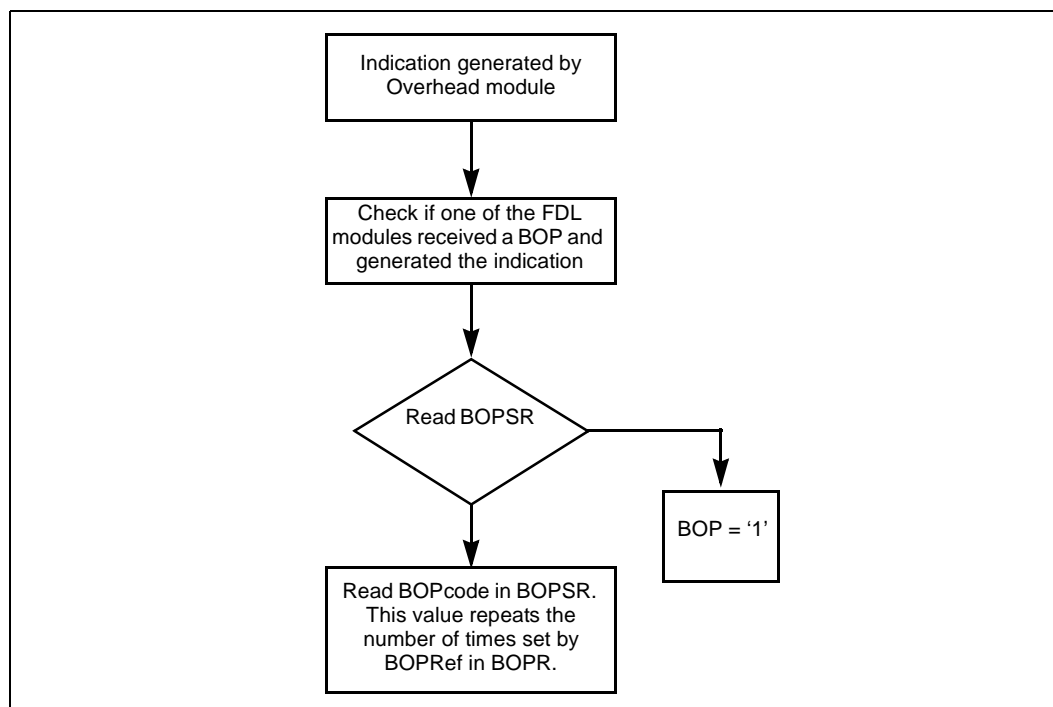 Indication generated by
Overhead module
Check if one of the FDL
modules received a BOP and
generated the indication
Read BOPSR
BOP = ‘1’
Read BOPcode in BOPSR.
This value repeats the
number of times set by
BOPRef in BOPR.